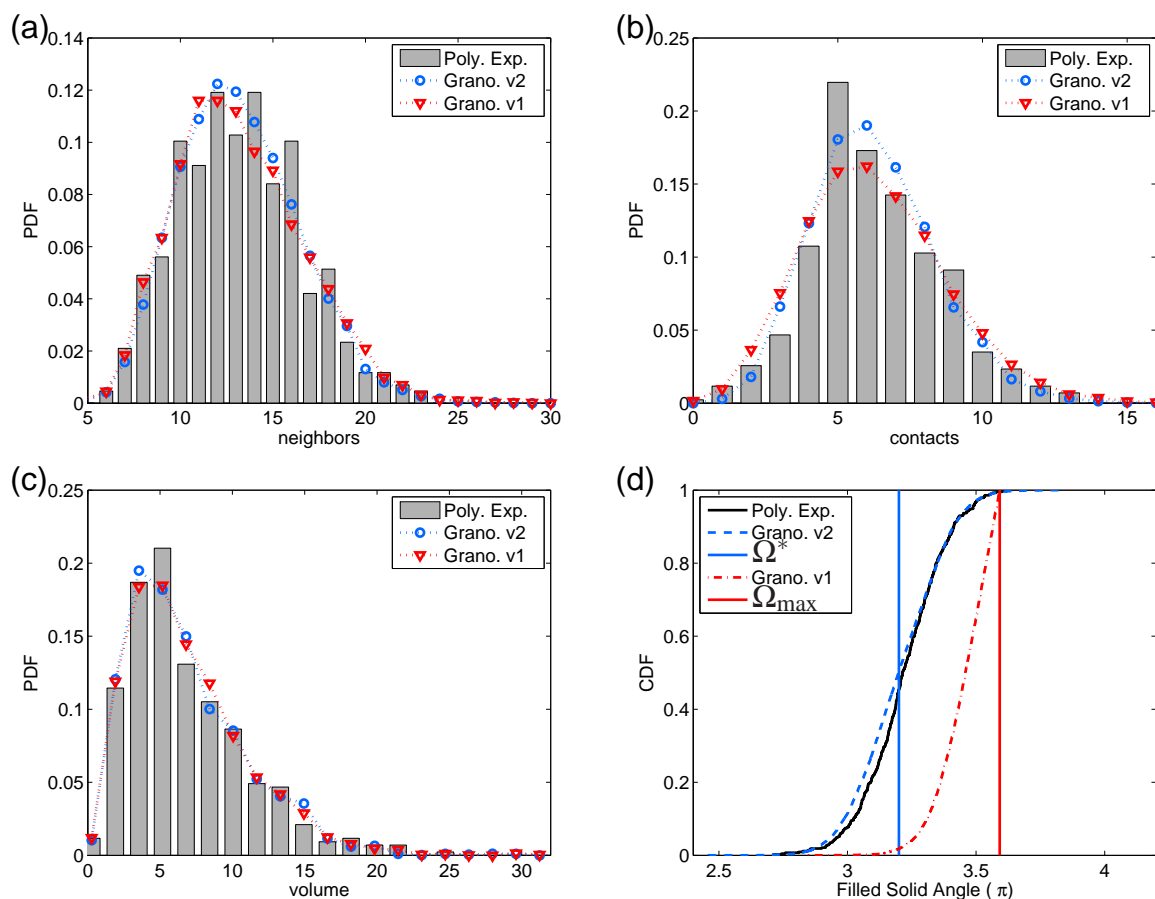 (a)
0.14
0.12
0.1
0.08
0.06
0.04
0.02
0
PDF
5 10 15 20 25 30
neighbors
Poly. Exp.
Grano. v2
Grano. v1
(b)
0.25
0.2
0.15
0.1
0.05
0
PDF
0 5 10 15
contacts
Poly. Exp.
Grano. v2
Grano. v1
(c)
0.25
0.2
0.15
0.1
0.05
0
PDF
0 5 10 15 20 25 30
volume
Poly. Exp.
Grano. v2
Grano. v1
(d)
1
0.8
0.6
0.4
0.2
0
CDF
2.5 3 3.5 4
Filled Solid Angle ( π)
Poly. Exp.
Grano. v2
Ω*
Grano. v1
Ωmax